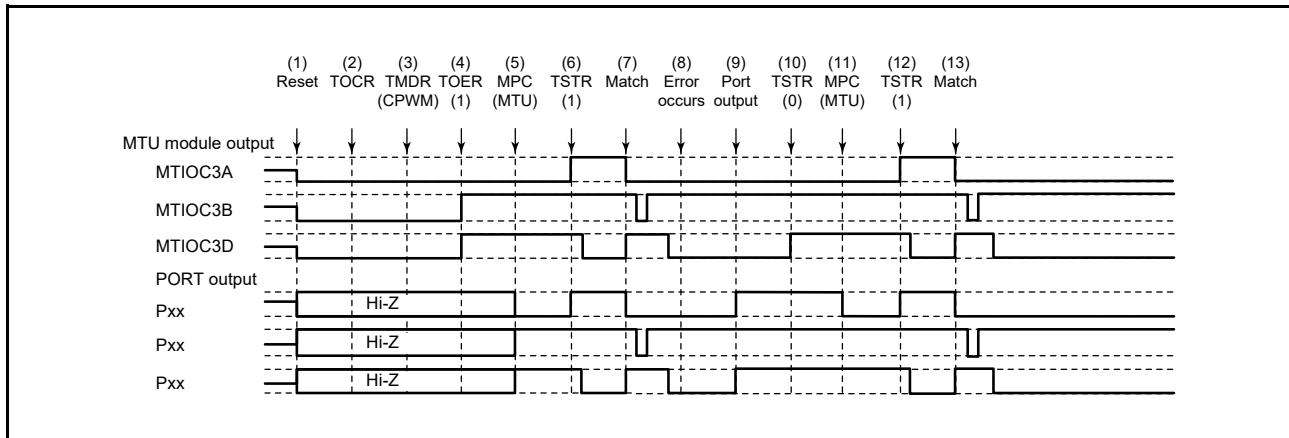 (1) (2) (3) (4) (5) (6) (7) (8) (9) (10) (11) (12) (13)
Reset TOCR TMDR TOER MPC TSTR Match Error Port TSTR MPC TSTR Match
(CPWM) (1) (MTU) (1) occurs output (0) (MTU) (1)
MTU module output
MTIOC3A
MTIOC3B
MTIOC3D
PORT output
Pxx Hi-Z
Pxx Hi-Z
Pxx Hi-Z